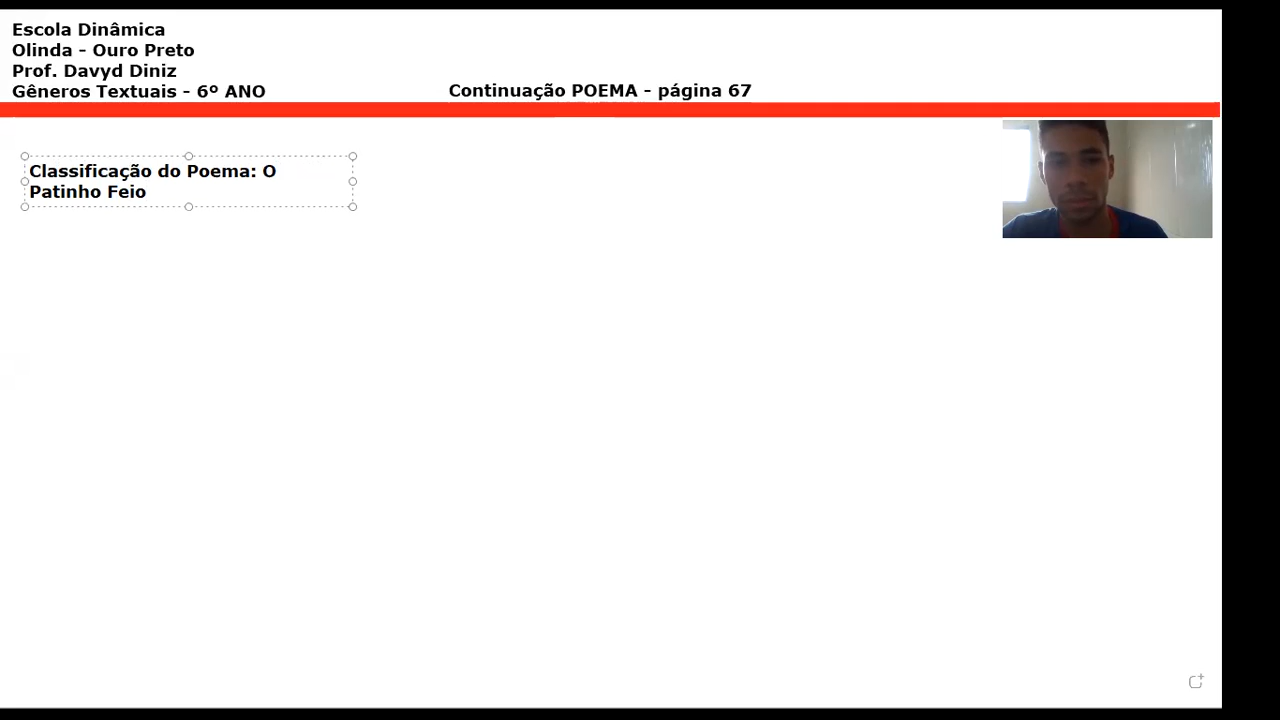 Escola Dinâmica
Olinda - Ouro Preto
Prof. Davyd Diniz
Gêneros Textuais - 6º ANO
Continuação POEMA - página 67
Classificação do Poema: O
Patinho Feio